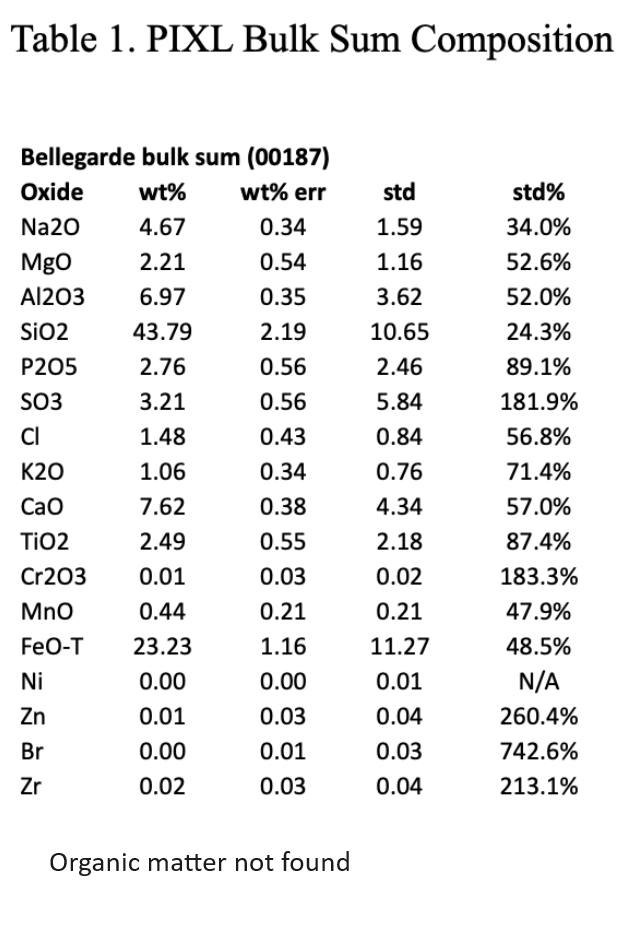 Table 1. PIXL Bulk Sum Composition
Bellegarde bulk sum (00187)
Oxide wt% wt% err std std%
Na2O 4.67 0.34 1.59 34.0%
MgO 2.21 0.54 1.16 52.6%
Al2O3 6.97 0.35 3.62 52.0%
SiO2 43.79 2.19 10.65 24.3%
P2O5 2.76 0.56 2.46 89.1%
SO3 3.21 0.56 5.84 181.9%
Cl 1.48 0.43 0.84 56.8%
K2O 1.06 0.34 0.76 71.4%
CaO 7.62 0.38 4.34 57.0%
TiO2 2.49 0.55 2.18 87.4%
Cr2O3 0.01 0.03 0.02 183.3%
MnO 0.44 0.21 0.21 47.9%
FeO-T 23.23 1.16 11.27 48.5%
Ni 0.00 0.00 0.01 N/A
Zn 0.01 0.03 0.04 260.4%
Br 0.00 0.01 0.03 742.6%
Zr 0.02 0.03 0.04 213.1%
Organic matter not found